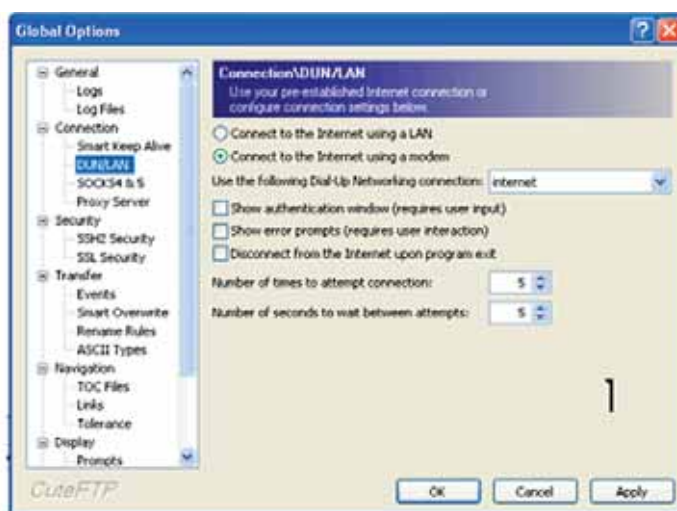 Global Options
General
Logs
Log Files
Connection
Smart Keep Alive
DUN/LAN
SOCKS4 & 5
Proxy Server
Security
SSH2 Security
SSL Security
Transfer
Events
Smart Overwrite
Rename Rules
ASCII Types
Navigation
TOC Files
Links
Tolerance
Display
Prompts
Connection\DUN/LAN
Use your pre-established Internet connection or
configure connection settings below.
Connect to the Internet using a LAN
Connect to the Internet using a modem
Use the following Dial-Up Networking connection: internet
Show authentication window (requires user input)
Show error prompts (requires user interaction)
Disconnect from the Internet upon program exit
Number of times to attempt connection: 5
Number of seconds to wait between attempts: 5
1
CuteFTP
OK Cancel Apply